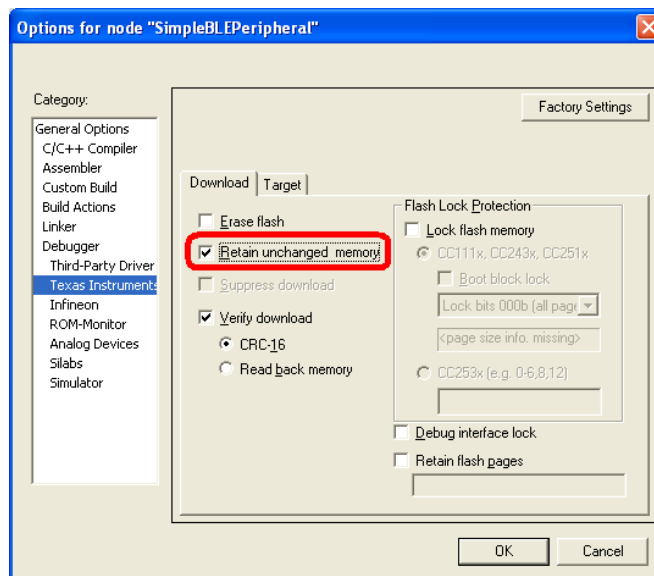 Options for node "SimpleBLEPeripheral"
Category:
Factory Settings
General Options
C/C++ Compiler
Assembler
Custom Build
Build Actions
Linker
Debugger
Third-Party Driver
Texas Instruments
Infineon
ROM-Monitor
Analog Devices
Silabs
Simulator
Download
Target
Erase flash
Retain unchanged memory
Suppress download
Verify download
CRC-16
Read back memory
Flash Lock Protection
Lock flash memory
CC111x, CC243x, CC251x
Boot block lock
Lock bits 000b (all page
<page size info. missing>
CC253x (e.g. 0-6,8,12)
Debug interface lock
Retain flash pages
OK
Cancel